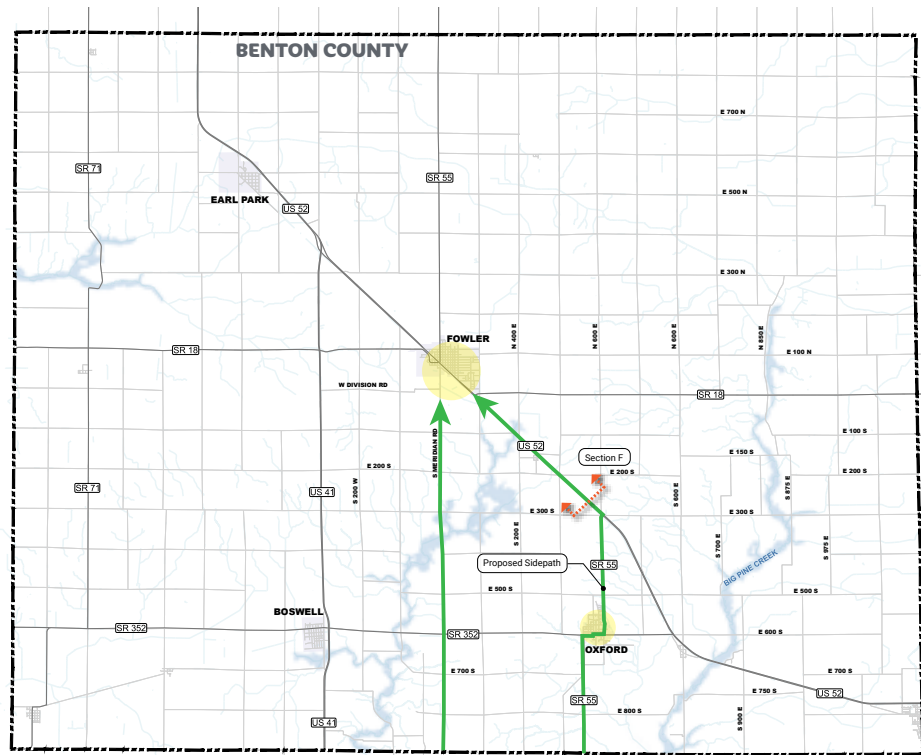 BENTON COUNTY
E 700 N
SR 71
SR 55
E 500 N
EARL PARK
US 52
E 300 N
FOWLER
N 400 E
N 600 E
N 600 E
N 850 E
SR 18
E 100 N
W DIVISION RD
SR 18
S MERIDIAN RD
E 100 S
US 52
E 150 S
Section F
E 200 S
E 200 S
E 200 S
SR 71
US 41
S 200 W
S 600 E
S 875 E
E 300 S
E 300 S
S 200 E
S 700 E
S 975 E
Proposed Sidepath
SR 55
BIG PINE CREEK
E 500 S
E 500 S
BOSWELL
SR 352
SR 352
E 600 S
OXFORD
E 700 S
E 700 S
E 750 S
US 52
SR 55
E 800 S
S 900 E
US 41